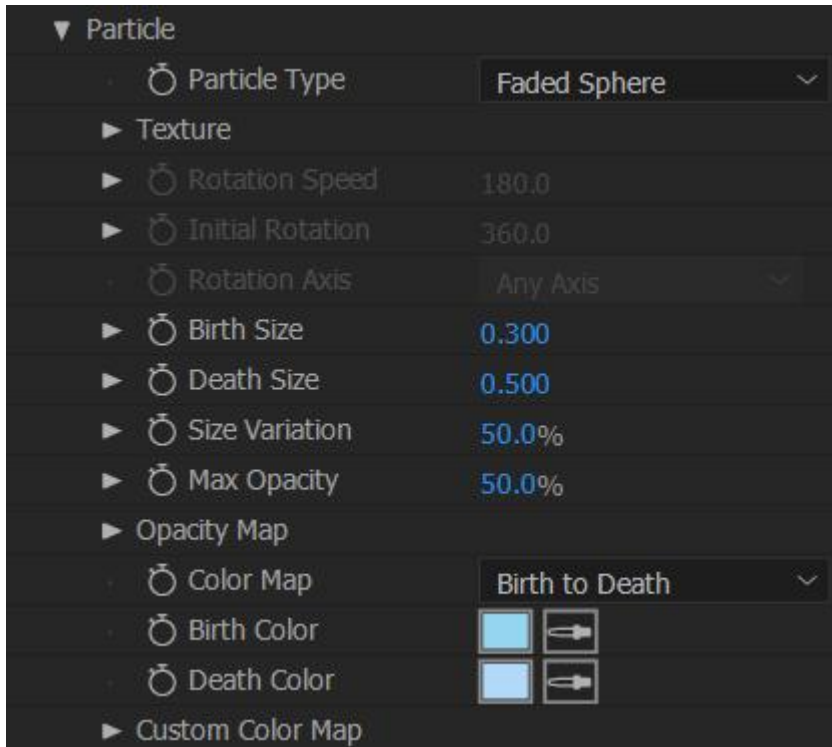 Particle
Particle Type Faded Sphere
Texture
Rotation Speed 180.0
Initial Rotation 360.0
Rotation Axis Any Axis
Birth Size 0.300
Death Size 0.500
Size Variation 50.0%
Max Opacity 50.0%
Opacity Map
Color Map Birth to Death
Birth Color
Death Color
Custom Color Map